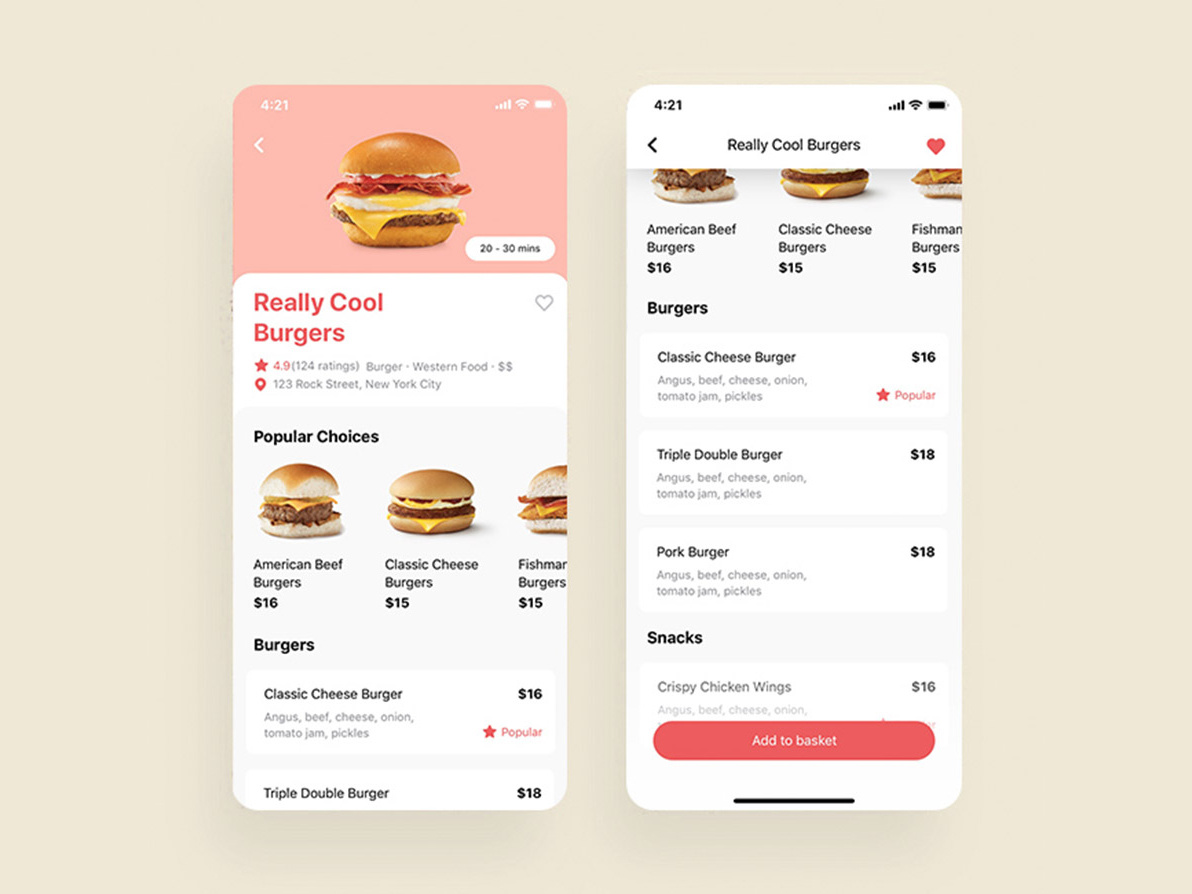 4:21
20 - 30 mins
Really Cool
Burgers
4.9(124 ratings) Burger · Western Food · $$
123 Rock Street, New York City
Popular Choices
American Beef
Burgers
$16
Classic Cheese
Burgers
$15
Fishman
Burgers
$15
Burgers
Classic Cheese Burger $16
Angus, beef, cheese, onion,
tomato jam, pickles
Popular
Triple Double Burger $18
4:21
Really Cool Burgers
American Beef
Burgers
$16
Classic Cheese
Burgers
$15
Fishman
Burgers
$15
Burgers
Classic Cheese Burger $16
Angus, beef, cheese, onion,
tomato jam, pickles
Popular
Triple Double Burger $18
Angus, beef, cheese, onion,
tomato jam, pickles
Pork Burger $18
Angus, beef, cheese, onion,
tomato jam, pickles
Snacks
Crispy Chicken Wings $16
Angus, beef, cheese, onion,
Add to basket